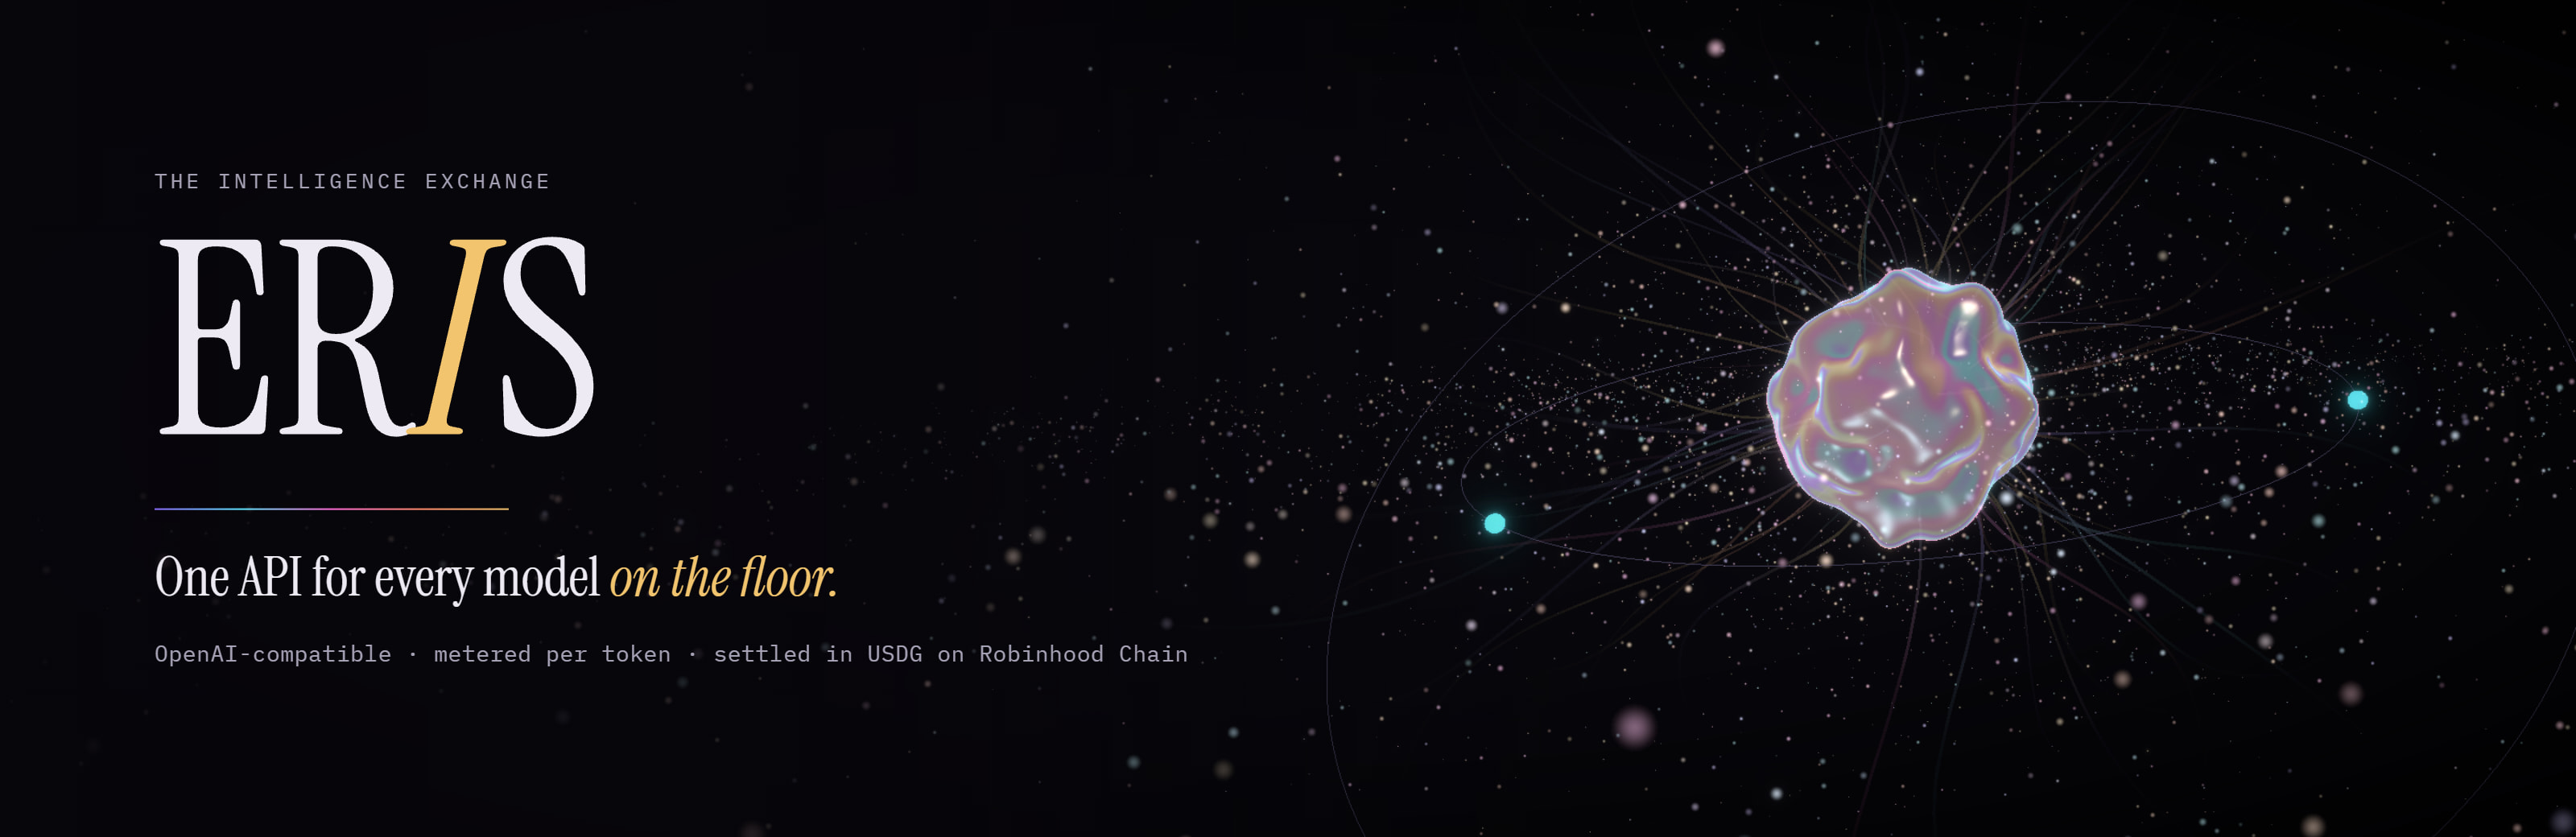 THE INTELLIGENCE EXCHANGE
ERIS
One API for every model on the floor.
OpenAI-compatible · metered per token · settled in USDG on Robinhood Chain